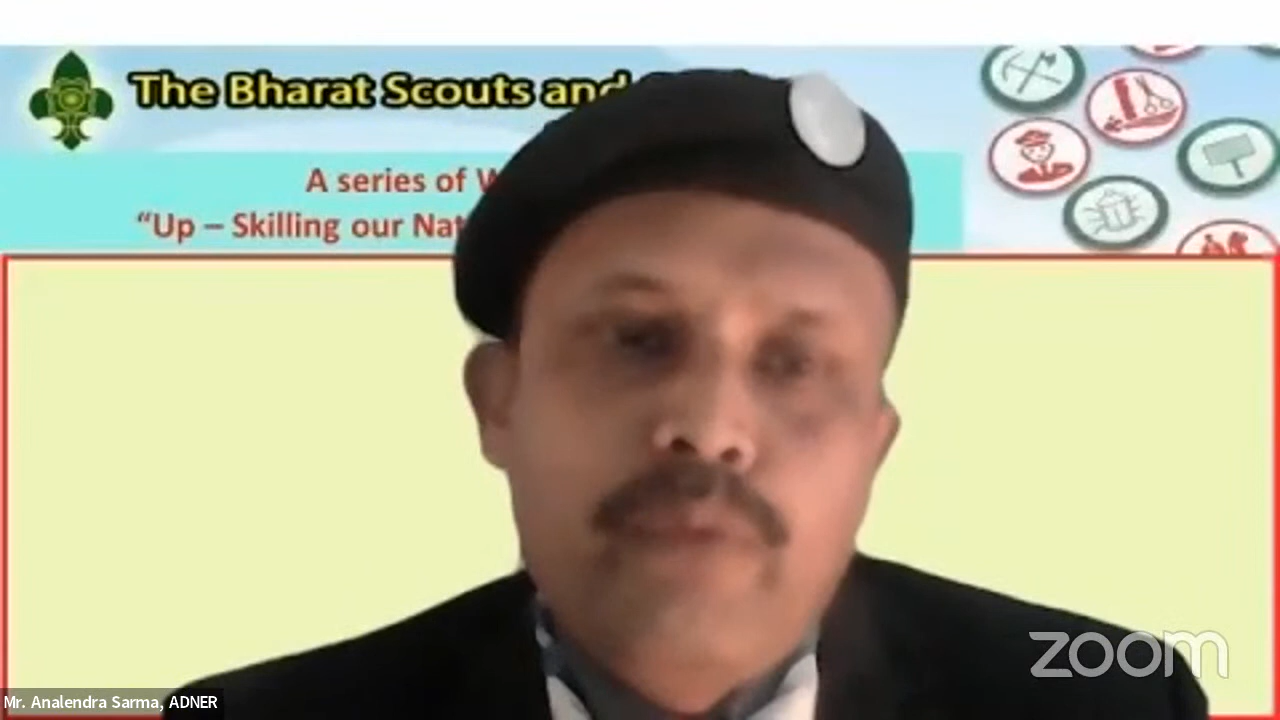 The Bharat Scouts and
A series of W
“Up – Skilling our Nat
zoom
Mr. Analendra Sarma, ADNER